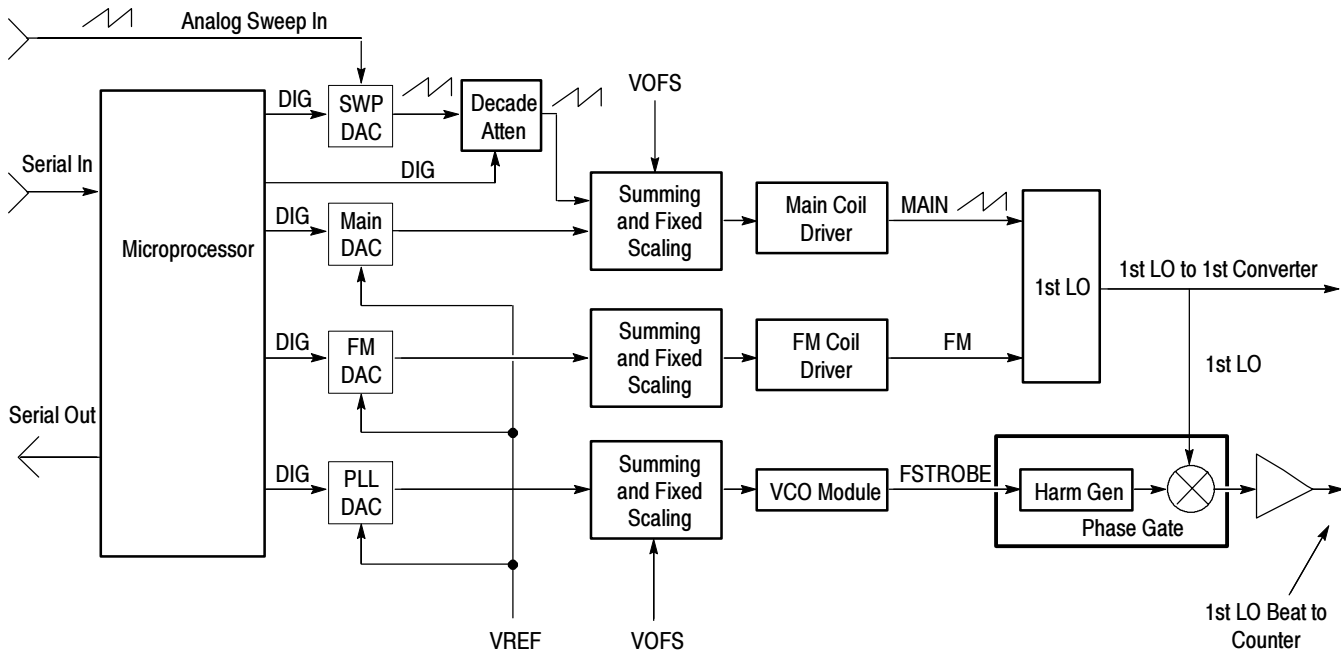 Analog Sweep In
DIG
SWP
DAC
Decade
Atten
VOFS
Serial In
DIG
Microprocessor
DIG
Main
DAC
Summing
and Fixed
Scaling
Main Coil
Driver
MAIN
1st LO
1st LO to 1st Converter
DIG
FM
DAC
Summing
and Fixed
Scaling
FM Coil
Driver
FM
1st LO
Serial Out
DIG
PLL
DAC
Summing
and Fixed
Scaling
VCO Module
FSTROBE
Harm Gen
Phase Gate
VREF
VOFS
1st LO Beat to
Counter